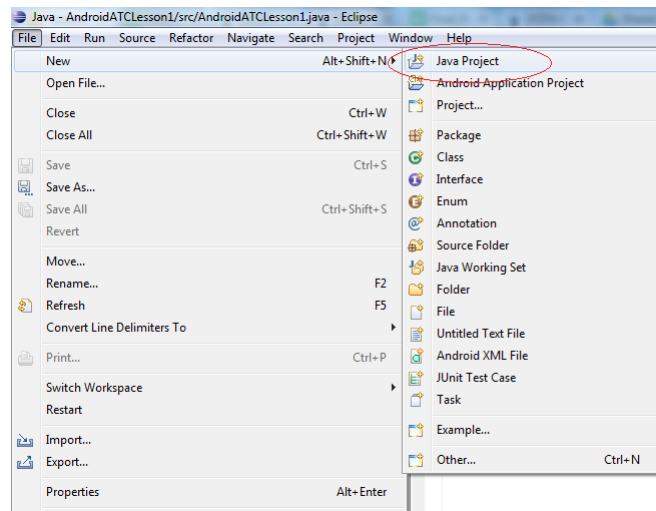 Java - AndroidATCLesson1/src/AndroidATCLesson1.java - Eclipse
File Edit Run Source Refactor Navigate Search Project Window Help
New Alt+Shift+N
Open File...
Close Ctrl+W
Close All Ctrl+Shift+W
Save Ctrl+S
Save As...
Save All Ctrl+Shift+S
Revert
Move...
Rename... F2
Refresh F5
Convert Line Delimiters To
Print... Ctrl+P
Switch Workspace
Restart
Import...
Export...
Properties Alt+Enter
Java Project
Android Application Project
Project...
Package
Class
Interface
Enum
Annotation
Source Folder
Java Working Set
Folder
File
Untitled Text File
Android XML File
JUnit Test Case
Task
Example...
Other... Ctrl+N